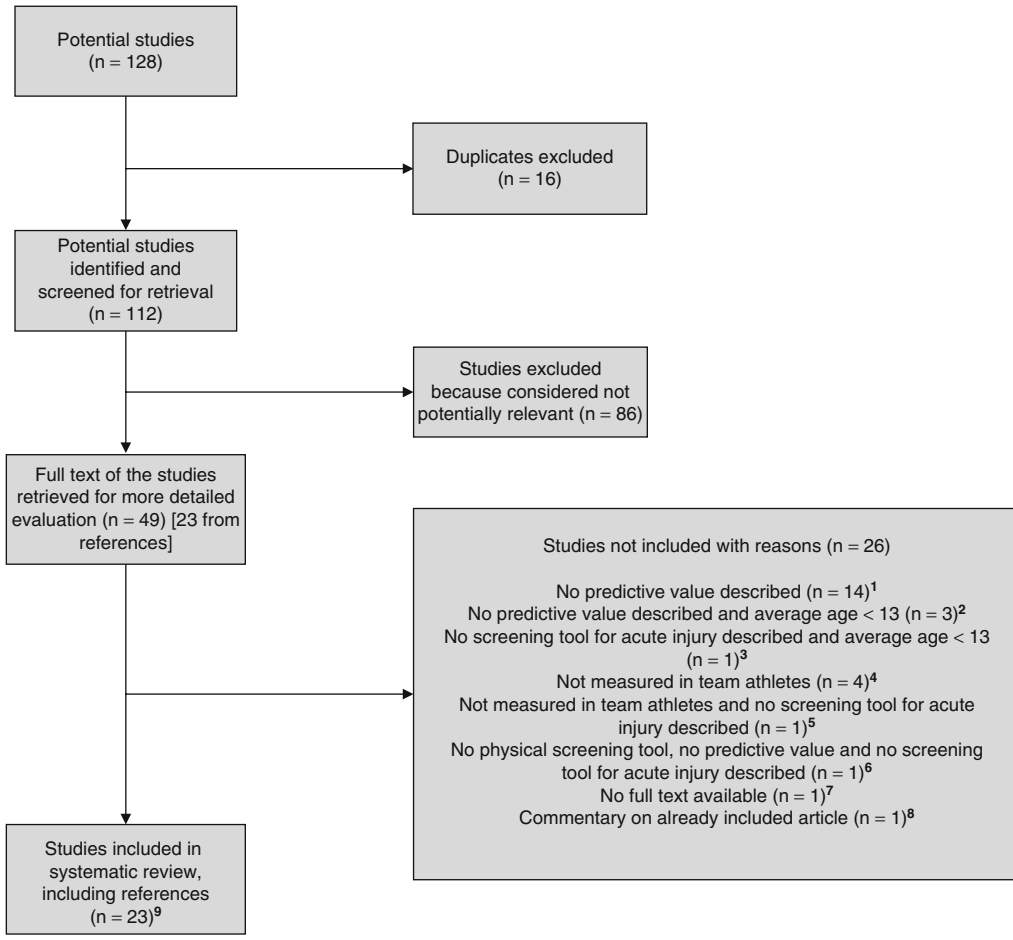 Potential studies
(n = 128)
Duplicates excluded
(n = 16)
Potential studies
identified and
screened for retrieval
(n = 112)
Studies excluded
because considered not
potentially relevant (n = 86)
Full text of the studies
retrieved for more detailed
evaluation (n = 49) [23 from
references]
Studies not included with reasons (n = 26)
No predictive value described (n = 14)¹
No predictive value described and average age < 13 (n = 3)²
No screening tool for acute injury described and average age < 13
(n = 1)³
Not measured in team athletes (n = 4)⁴
Not measured in team athletes and no screening tool for acute
injury described (n = 1)⁵
No physical screening tool, no predictive value and no screening
tool for acute injury described (n = 1)⁶
No full text available (n = 1)⁷
Commentary on already included article (n = 1)⁸
Studies included in
systematic review,
including references
(n = 23)⁹